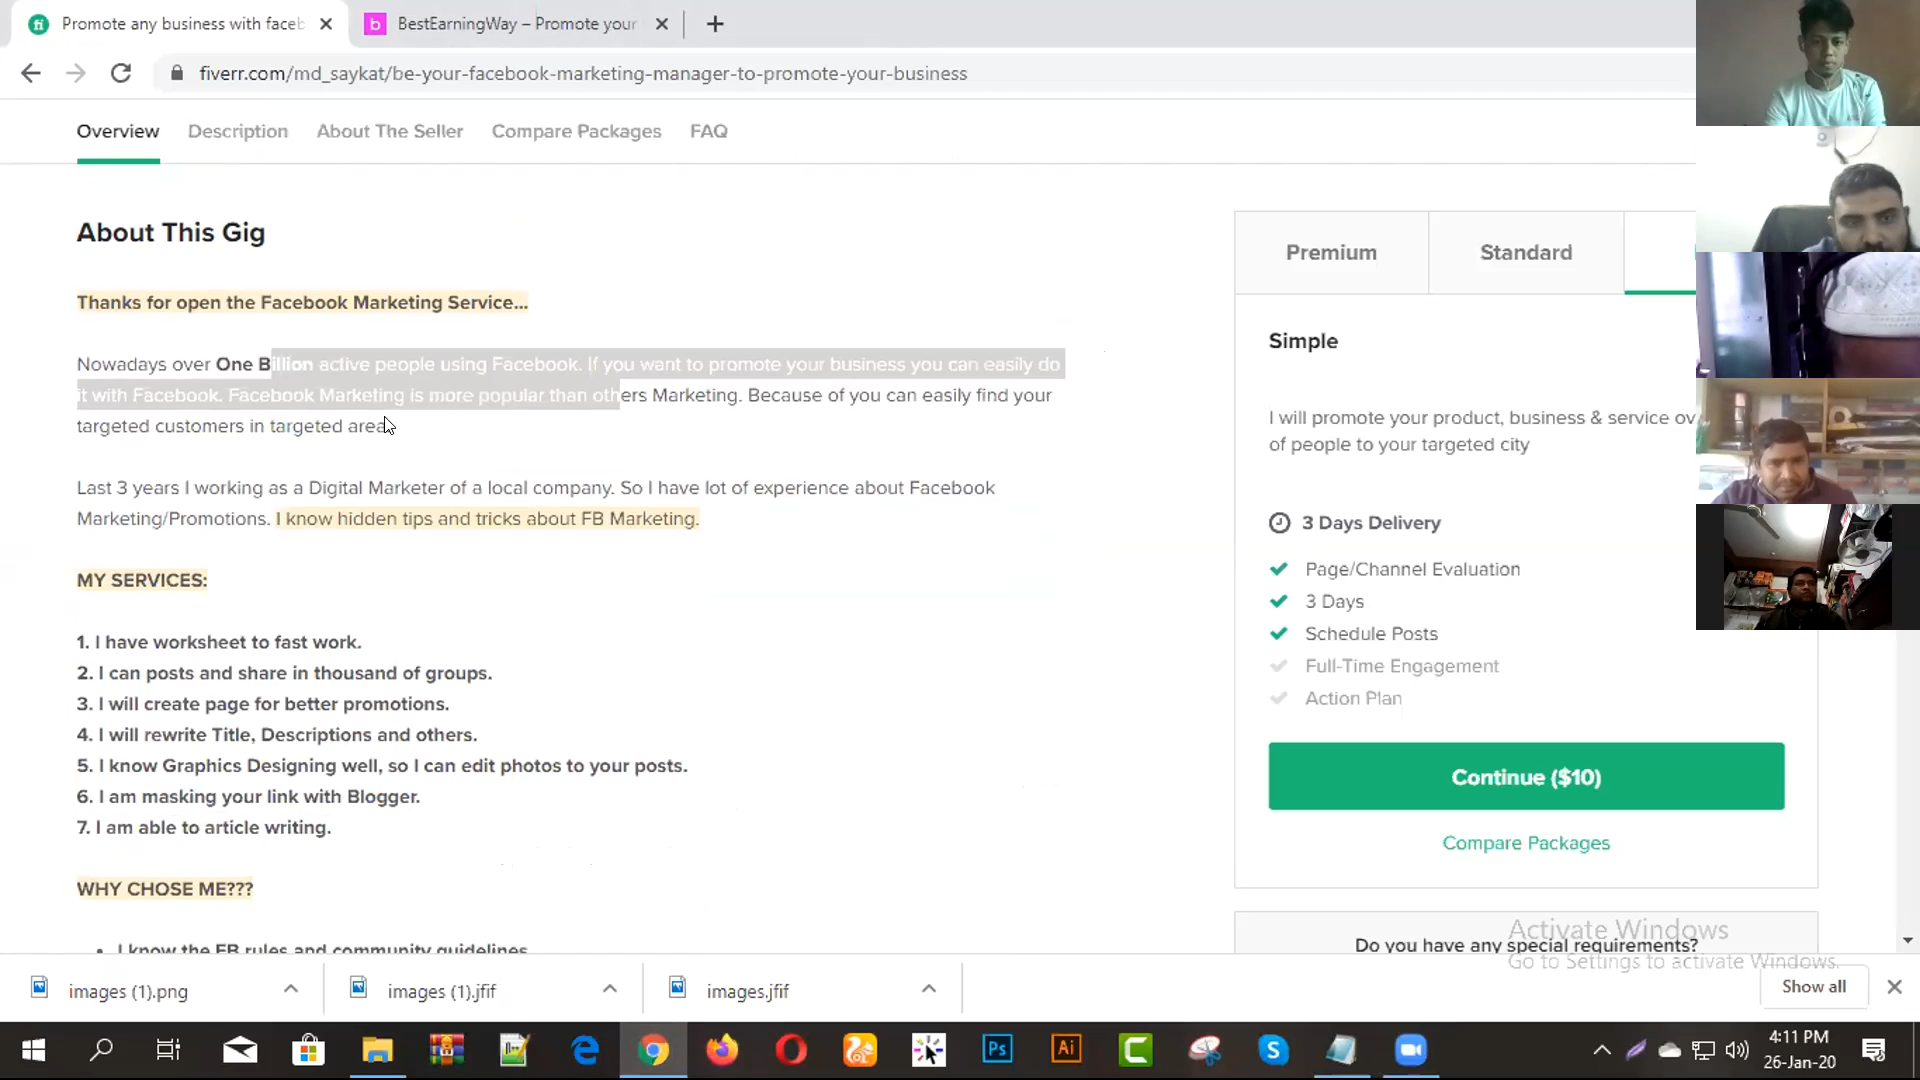 Promote any business with faceb
BestEarningWay – Promote your
fiverr.com/md_saykat/be-your-facebook-marketing-manager-to-promote-your-business
Overview
Description
About The Seller
Compare Packages
FAQ
About This Gig
Thanks for open the Facebook Marketing Service...
Nowadays over One Billion active people using Facebook. If you want to promote your business you can easily do
it with Facebook. Facebook Marketing is more popular than others Marketing. Because of you can easily find your
targeted customers in targeted area
Last 3 years I working as a Digital Marketer of a local company. So I have lot of experience about Facebook
Marketing/Promotions. I know hidden tips and tricks about FB Marketing.
MY SERVICES:
1. I have worksheet to fast work.
2. I can posts and share in thousand of groups.
3. I will create page for better promotions.
4. I will rewrite Title, Descriptions and others.
5. I know Graphics Designing well, so I can edit photos to your posts.
6. I am masking your link with Blogger.
7. I am able to article writing.
WHY CHOSE ME???
I know the FB rules and community guidelines
Premium
Standard
Simple
I will promote your product, business & service ov
of people to your targeted city
3 Days Delivery
Page/Channel Evaluation
3 Days
Schedule Posts
Full-Time Engagement
Action Plan
Continue ($10)
Compare Packages
Do you have any special requirements?
Activate Windows
Go to Settings to activate Windows.
images (1).png
images (1).jfif
images.jfif
Show all
Ps
Ai
4:11 PM
26-Jan-20